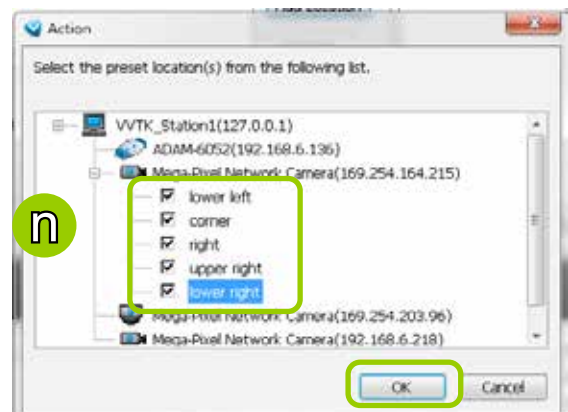 Action
Select the preset location(s) from the following list.
VVTK_Station1(127.0.0.1)
ADAM-6052(192.168.6.136)
Mega-Pixel Network Camera(169.254.164.215)
lower left
corner
n
right
upper right
lower right
Mega-Pixel Network Camera(169.254.203.96)
Mega-Pixel Network Camera(192.168.6.218)
OK Cancel